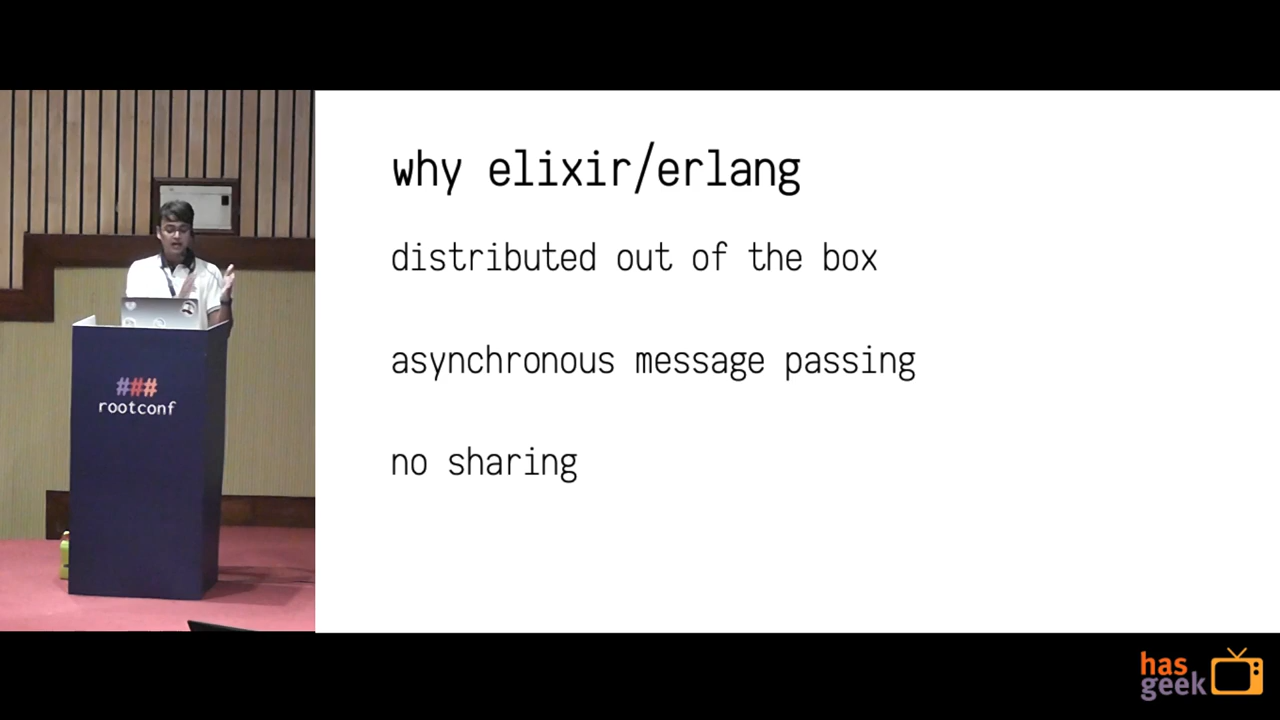 why elixir/erlang
distributed out of the box
asynchronous message passing
no sharing
###
rootconf
has
geek